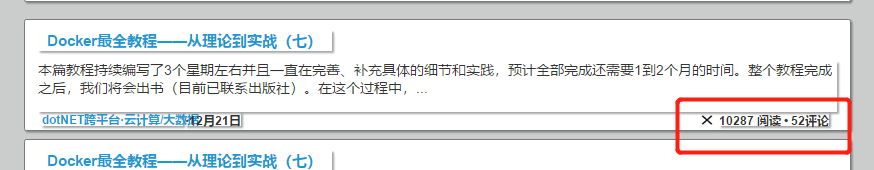 Docker最全教程——从理论到实战（七）
本篇教程持续编写了3个星期左右并且一直在完善、补充具体的细节和实践，预计全部完成还需要1到2个月的时间。整个教程完成
之后，我们将会出书（目前已联系出版社）。在这个过程中，...
dotNET跨平台·云计算/大数据 12月21日 × 10287 阅读 • 52评论
Docker最全教程——从理论到实战（七）